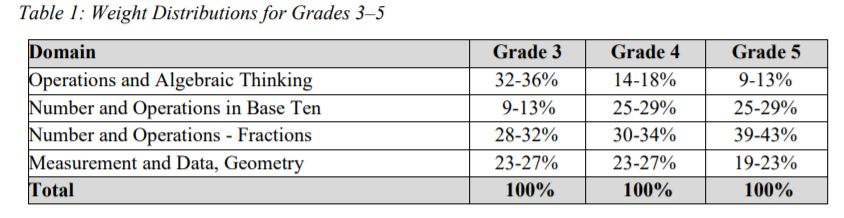 Table 1: Weight Distributions for Grades 3–5
Domain Grade 3 Grade 4 Grade 5
Operations and Algebraic Thinking 32-36% 14-18% 9-13%
Number and Operations in Base Ten 9-13% 25-29% 25-29%
Number and Operations - Fractions 28-32% 30-34% 39-43%
Measurement and Data, Geometry 23-27% 23-27% 19-23%
Total 100% 100% 100%